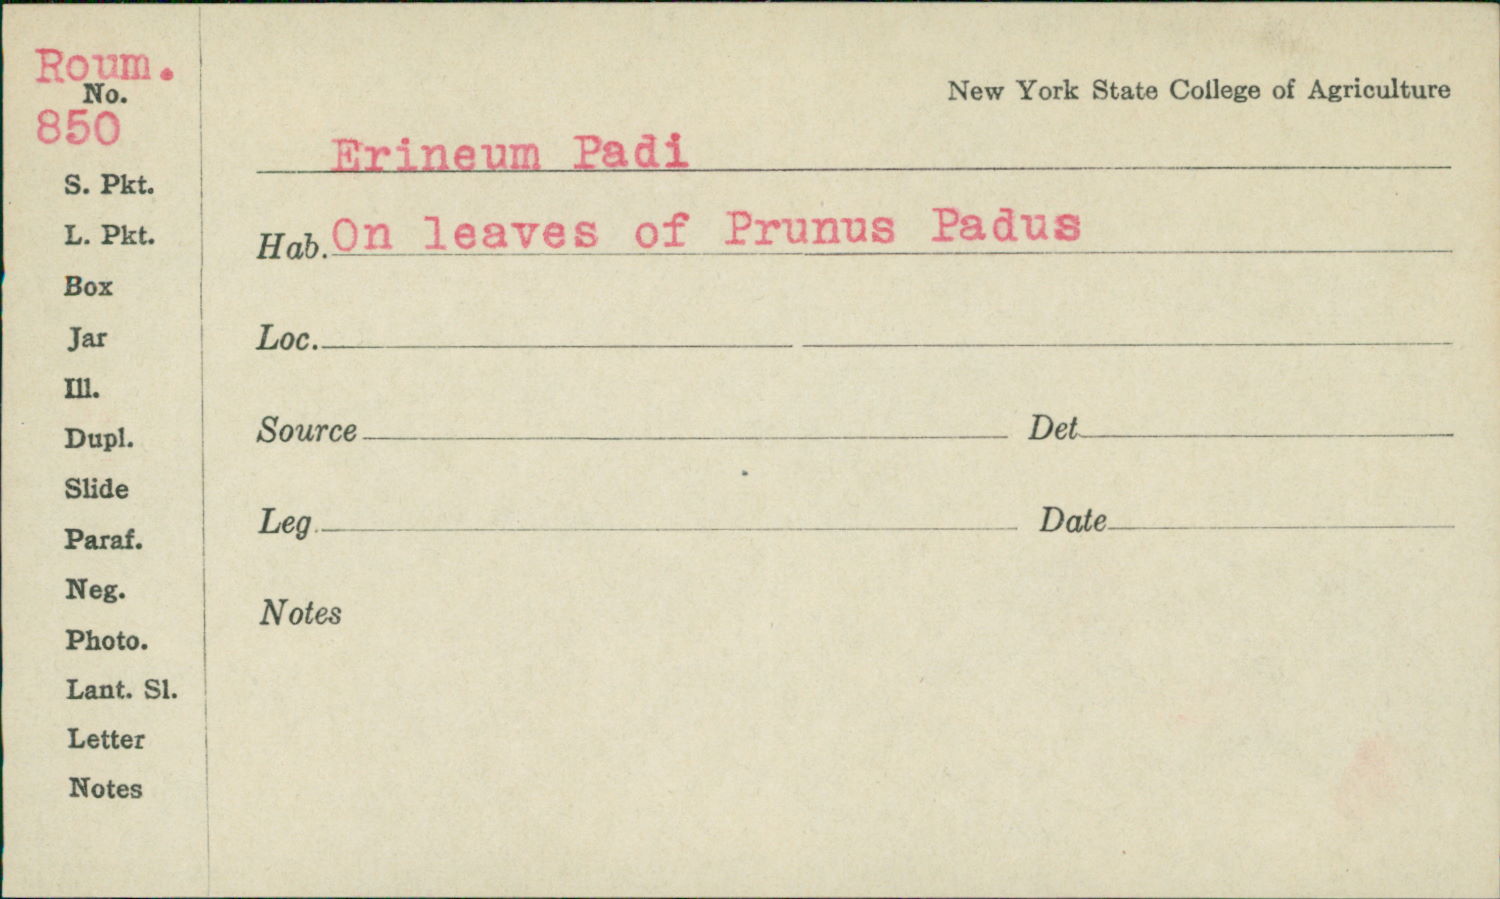 Roum.
No.
850
S. Pkt.
L. Pkt.
Box
Jar
Ill.
Dupl.
Slide
Paraf.
Neg.
Photo.
Lant. Sl.
Letter
Notes
New York State College of Agriculture
Erineum Padi
Hab. On leaves of Prunus Padus
Loc.
Source Det
Leg. Date
Notes